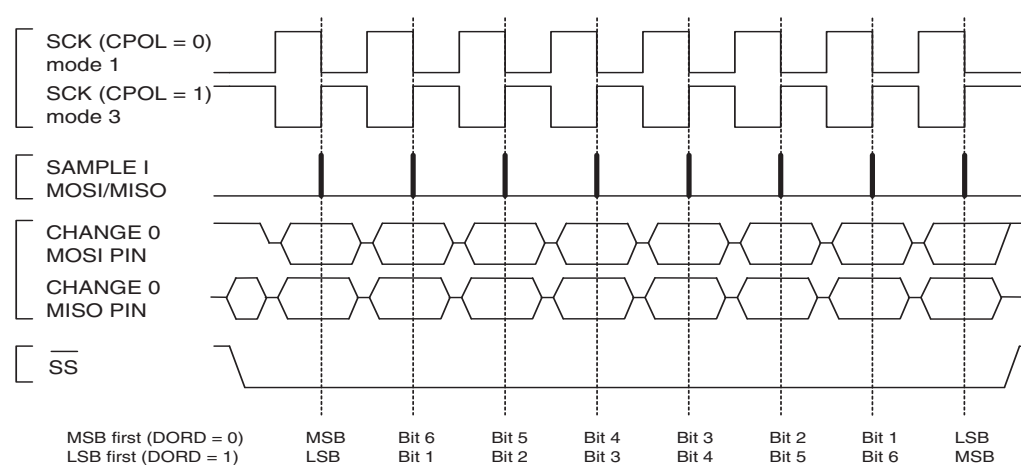 SCK (CPOL = 0)
mode 1
SCK (CPOL = 1)
mode 3
SAMPLE I
MOSI/MISO
CHANGE 0
MOSI PIN
CHANGE 0
MISO PIN
SS
MSB first (DORD = 0) MSB Bit 6 Bit 5 Bit 4 Bit 3 Bit 2 Bit 1 LSB
LSB first (DORD = 1) LSB Bit 1 Bit 2 Bit 3 Bit 4 Bit 5 Bit 6 MSB